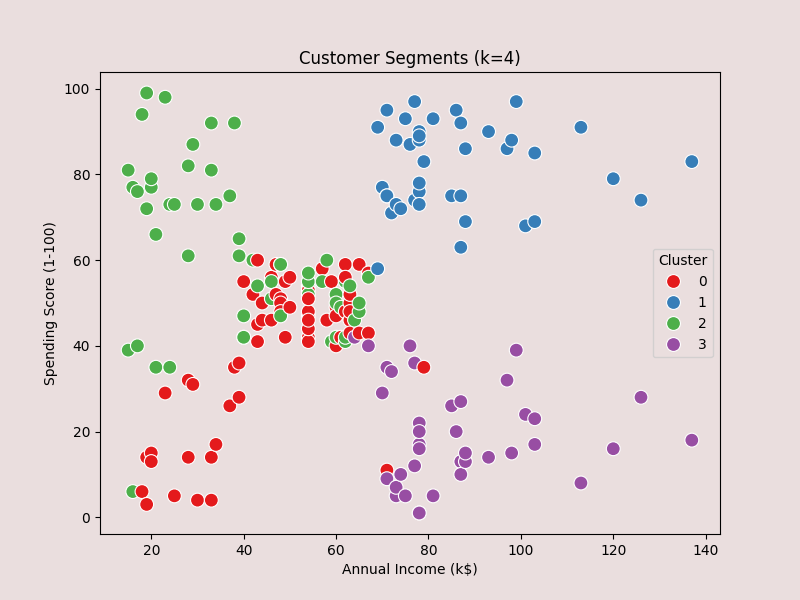 Customer Segments (k=4)
100
80
60
40
20
0
Spending Score (1-100)
20 40 60 80 100 120 140
Annual Income (k$)
Cluster
0
1
2
3